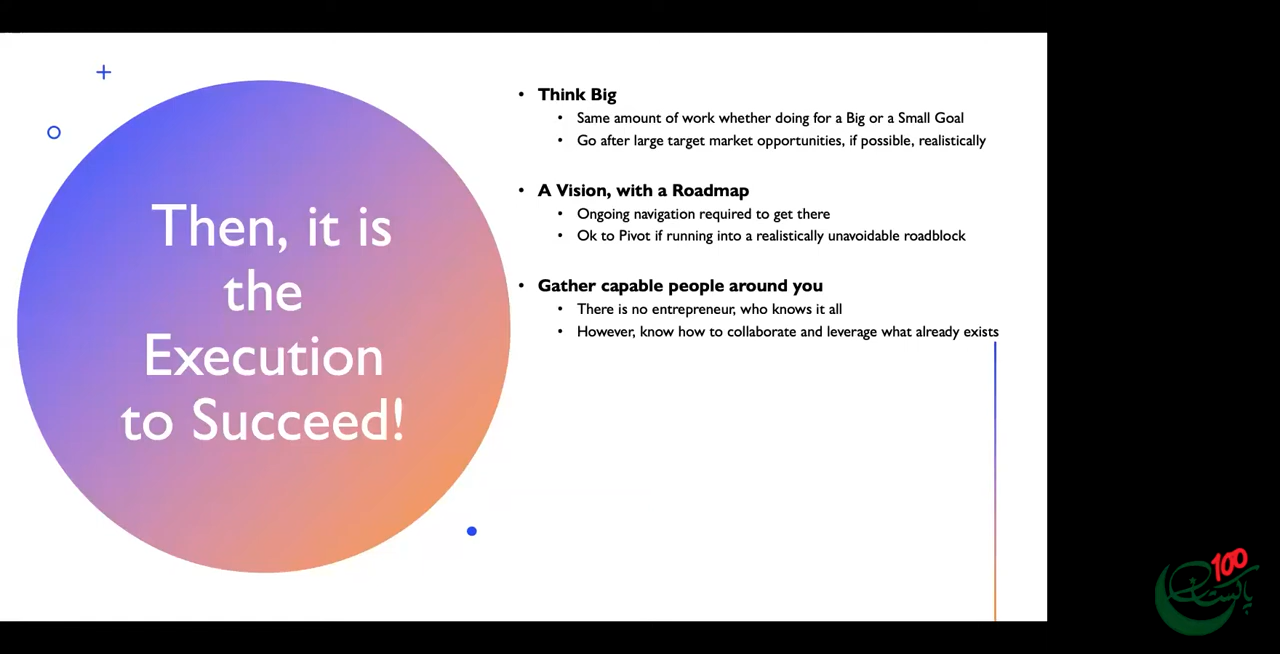 Then, it is
the
Execution
to Succeed!
• Think Big
• Same amount of work whether doing for a Big or a Small Goal
• Go after large target market opportunities, if possible, realistically
• A Vision, with a Roadmap
• Ongoing navigation required to get there
• Ok to Pivot if running into a realistically unavoidable roadblock
• Gather capable people around you
• There is no entrepreneur, who knows it all
• However, know how to collaborate and leverage what already exists
100
پاکستان